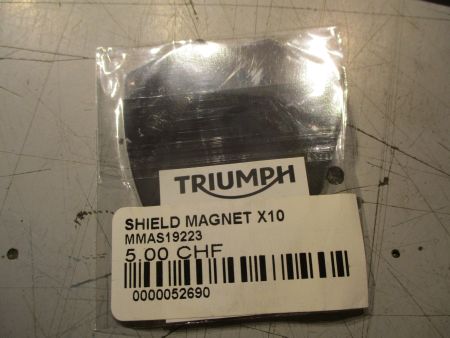 TRIUMPH
SHIELD MAGNET X10
MMAS19223
5.00 CHF
0000052690